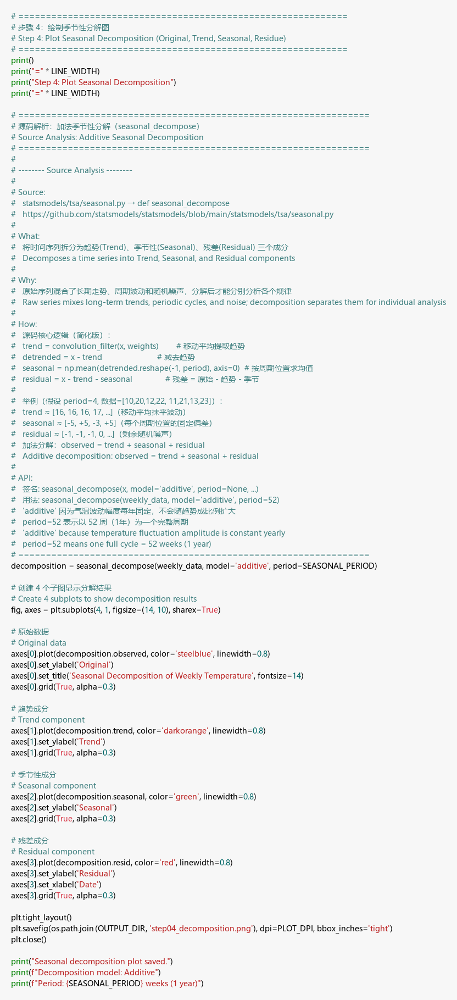 # ============================================================
# 步骤 4：绘制季节性分解图
# Step 4: Plot Seasonal Decomposition (Original, Trend, Seasonal, Residue)
# ============================================================
print()
print("=" * LINE_WIDTH)
print("Step 4: Plot Seasonal Decomposition")
print("=" * LINE_WIDTH)

# ================================================================
# 源码解析：加法季节性分解（seasonal_decompose）
# Source Analysis: Additive Seasonal Decomposition
# ================================================================
#
# -------- Source Analysis --------
#
# Source:
#   statsmodels/tsa/seasonal.py → def seasonal_decompose
#   https://github.com/statsmodels/statsmodels/blob/main/statsmodels/tsa/seasonal.py
#
# What:
#   将时间序列拆分为趋势(Trend)、季节性(Seasonal)、残差(Residual) 三个成分
#   Decomposes a time series into Trend, Seasonal, and Residual components
#
# Why:
#   原始序列混合了长期走势、周期波动和随机噪声，分解后才能分别分析各个规律
#   Raw series mixes long-term trends, periodic cycles, and noise; decomposition separates them for individual analysis
#
# How:
#   源码核心逻辑（简化版）：
#   trend = convolution_filter(x, weights)        # 移动平均提取趋势
#   detrended = x - trend                         # 减去趋势
#   seasonal = np.mean(detrended.reshape(-1, period), axis=0)  # 按周期位置求均值
#   residual = x - trend - seasonal               # 残差 = 原始 - 趋势 - 季节
#
#   举例（假设 period=4, 数据=[10,20,12,22, 11,21,13,23]）：
#   trend ≈ [16, 16, 16, 17, ...]（移动平均抹平波动）
#   seasonal ≈ [-5, +5, -3, +5]（每个周期位置的固定偏差）
#   residual ≈ [-1, -1, -1, 0, ...]（剩余随机噪声）
#   加法分解：observed = trend + seasonal + residual
#   Additive decomposition: observed = trend + seasonal + residual
#
# API:
#   签名: seasonal_decompose(x, model='additive', period=None, ...)
#   用法: seasonal_decompose(weekly_data, model='additive', period=52)
#   'additive' 因为气温波动幅度每年固定，不会随趋势成比例扩大
#   period=52 表示以 52 周（1年）为一个完整周期
#   'additive' because temperature fluctuation amplitude is constant yearly
#   period=52 means one full cycle = 52 weeks (1 year)
# ================================================================
decomposition = seasonal_decompose(weekly_data, model='additive', period=SEASONAL_PERIOD)

# 创建 4 个子图显示分解结果
# Create 4 subplots to show decomposition results
fig, axes = plt.subplots(4, 1, figsize=(14, 10), sharex=True)

# 原始数据
# Original data
axes[0].plot(decomposition.observed, color='steelblue', linewidth=0.8)
axes[0].set_ylabel('Original')
axes[0].set_title('Seasonal Decomposition of Weekly Temperature', fontsize=14)
axes[0].grid(True, alpha=0.3)

# 趋势成分
# Trend component
axes[1].plot(decomposition.trend, color='darkorange', linewidth=0.8)
axes[1].set_ylabel('Trend')
axes[1].grid(True, alpha=0.3)

# 季节性成分
# Seasonal component
axes[2].plot(decomposition.seasonal, color='green', linewidth=0.8)
axes[2].set_ylabel('Seasonal')
axes[2].grid(True, alpha=0.3)

# 残差成分
# Residual component
axes[3].plot(decomposition.resid, color='red', linewidth=0.8)
axes[3].set_ylabel('Residual')
axes[3].set_xlabel('Date')
axes[3].grid(True, alpha=0.3)

plt.tight_layout()
plt.savefig(os.path.join(OUTPUT_DIR, 'step04_decomposition.png'), dpi=PLOT_DPI, bbox_inches='tight')
plt.close()

print("Seasonal decomposition plot saved.")
print(f"Decomposition model: Additive")
print(f"Period: {SEASONAL_PERIOD} weeks (1 year)")